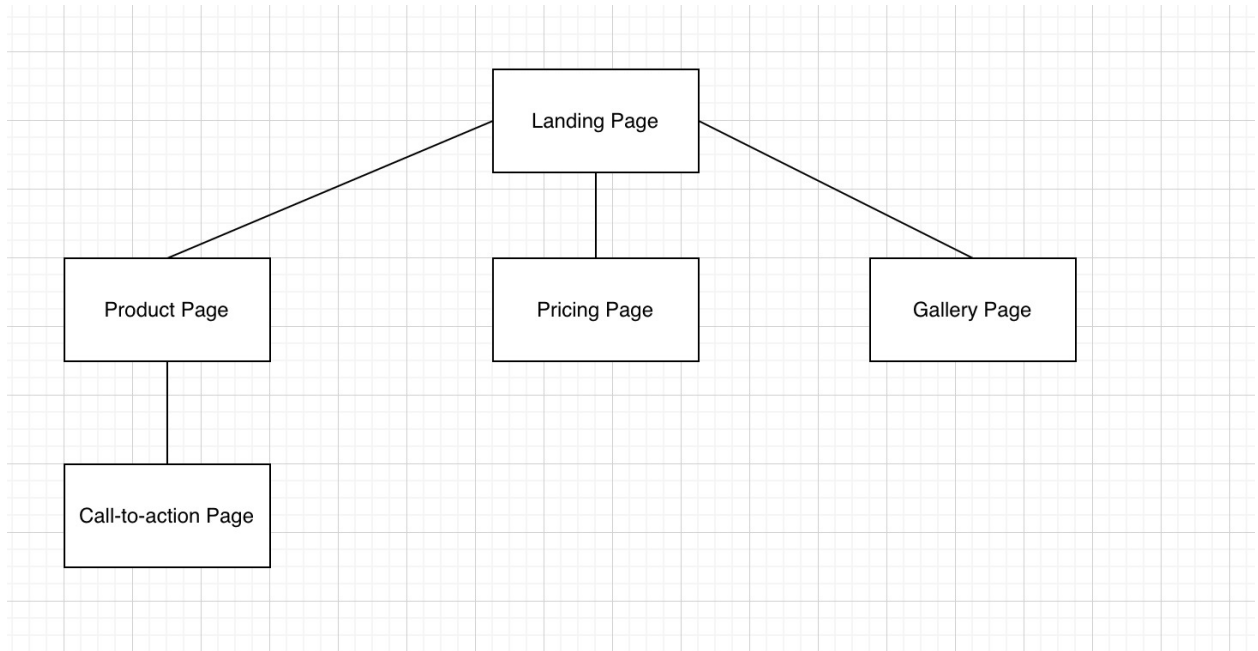 Landing Page
Product Page
Pricing Page
Gallery Page
Call-to-action Page